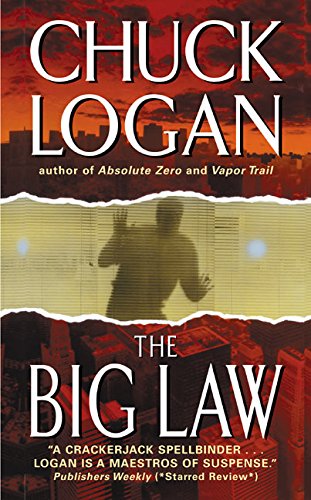 CHUCK
LOGAN
author of Absolute Zero and Vapor Trail
THE
BIG LAW
“A CRACKERJACK SPELLBINDER . . .
LOGAN IS A MAESTROS OF SUSPENSE.”
Publishers Weekly (*Starred Review*)